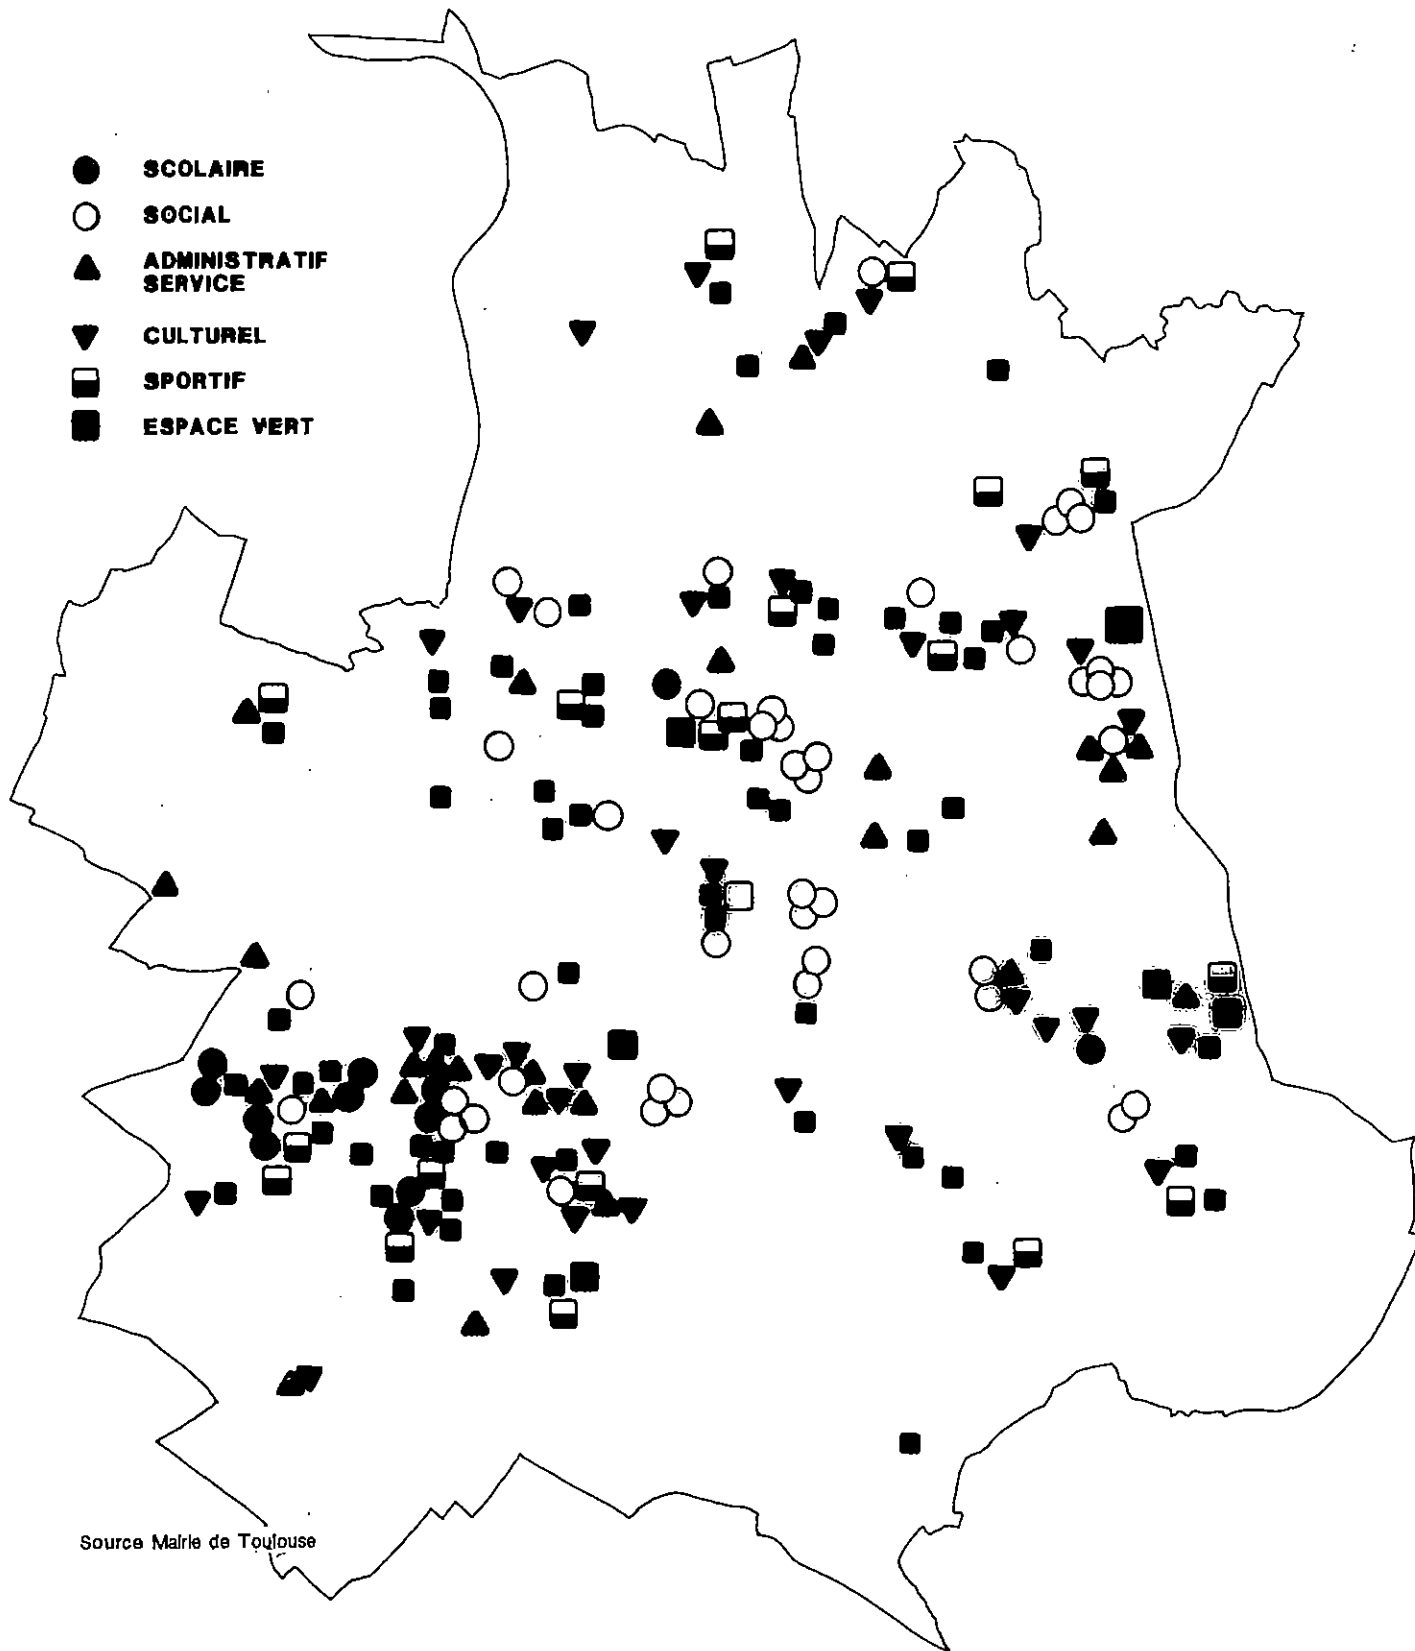 SCOLAIRE
SOCIAL
ADMINISTRATIF
SERVICE
CULTUREL
SPORTIF
ESPACE VERT
Source Mairie de Toulouse